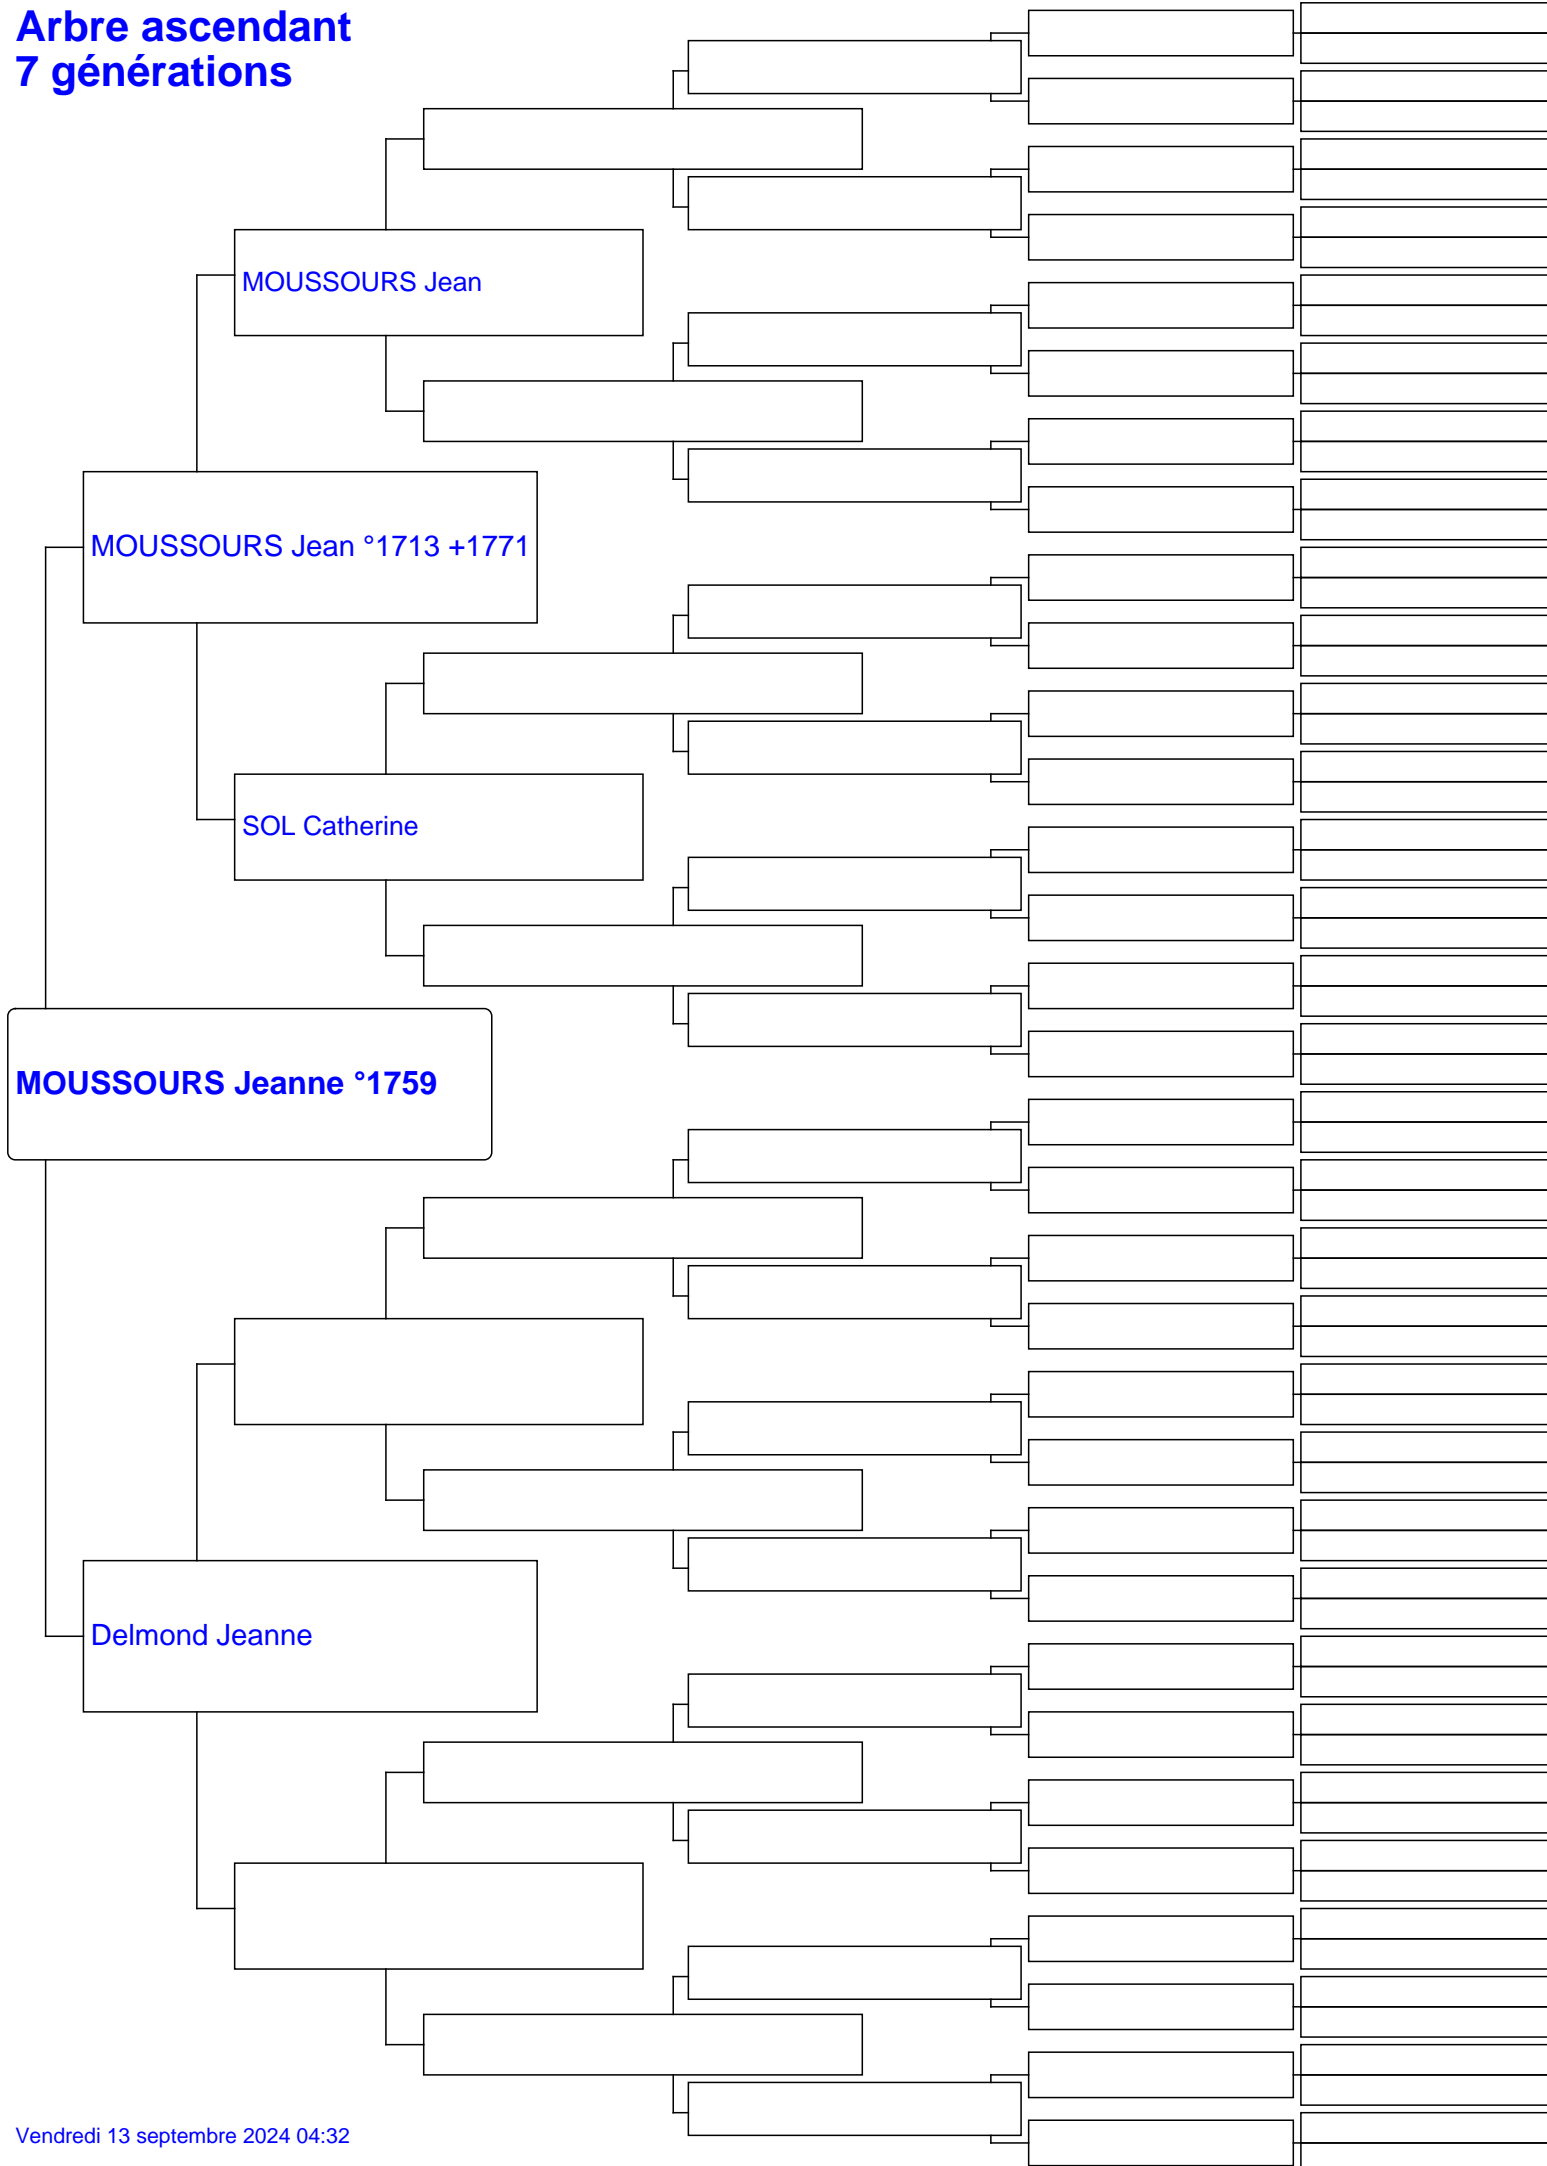 Arbre ascendant
7 générations
MOUSSOURS Jean
MOUSSOURS Jean °1713 +1771
SOL Catherine
MOUSSOURS Jeanne °1759
Delmond Jeanne
Vendredi 13 septembre 2024 04:32